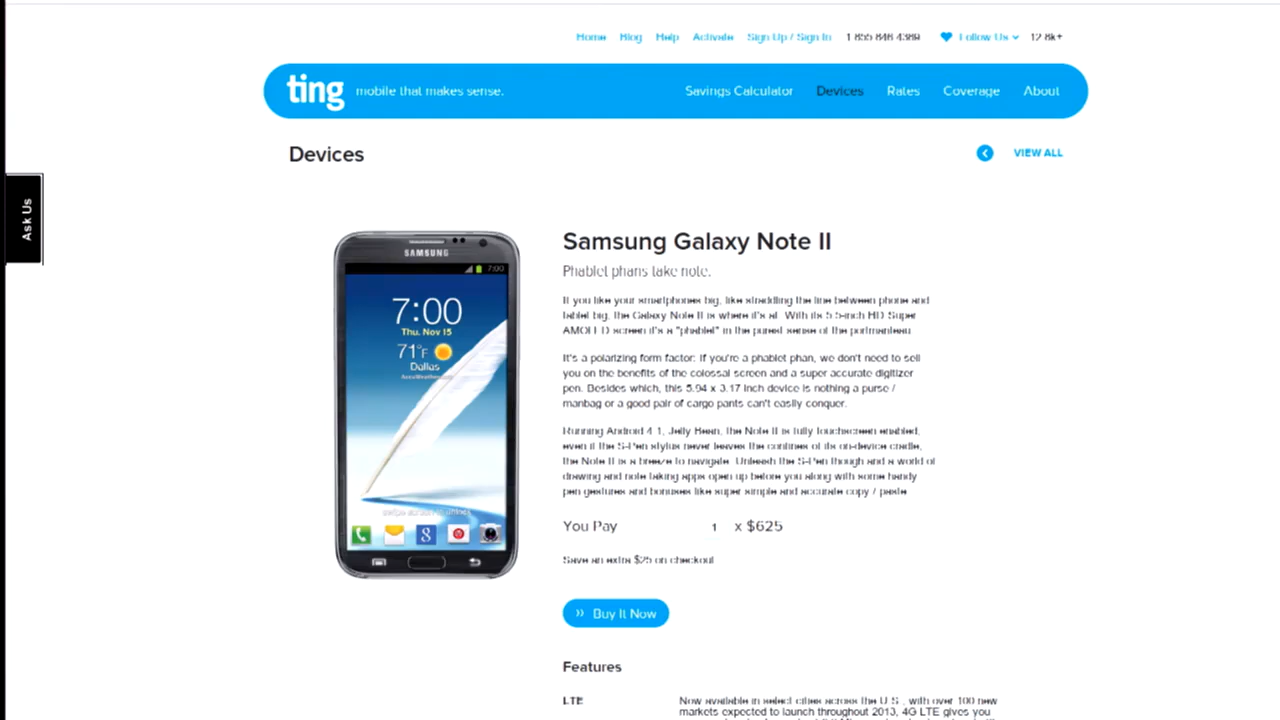 Home Blog Help Activate Sign Up / Sign In 1 855 846 4389 Follow Us 12.8k+
ting mobile that makes sense. Savings Calculator Devices Rates Coverage About
Devices
VIEW ALL
Ask Us
SAMSUNG
7:00
7:00
Thu. Nov 15
71°F
Dallas
AccuWeather.com
swipe screen to unlock
8
Samsung Galaxy Note II
Phablet phans take note.
If you like your smartphones big, like straddling the line between phone and
tablet big, the Galaxy Note II is where it's at. With its 5.5-inch HD Super
AMOLED screen it's a "phablet" in the purest sense of the portmanteau.
It's a polarizing form factor: If you're a phablet phan, we don't need to sell
you on the benefits of the colossal screen and a super accurate digitizer
pen. Besides which, this 5.94 x 3.17 inch device is nothing a purse /
manbag or a good pair of cargo pants can't easily conquer.
Running Android 4.1, Jelly Bean, the Note II is fully touchscreen enabled,
even if the S-Pen stylus never leaves the confines of its on-device cradle,
the Note II is a breeze to navigate. Unleash the S-Pen though and a world of
drawing and note taking apps open up before you along with some handy
pen gestures and bonuses like super simple and accurate copy / paste
You Pay 1 x $625
Save an extra $25 on checkout
» Buy It Now
Features
LTE Now available in select cities across the U.S., with over 100 new
markets expected to launch throughout 2013, 4G LTE gives you